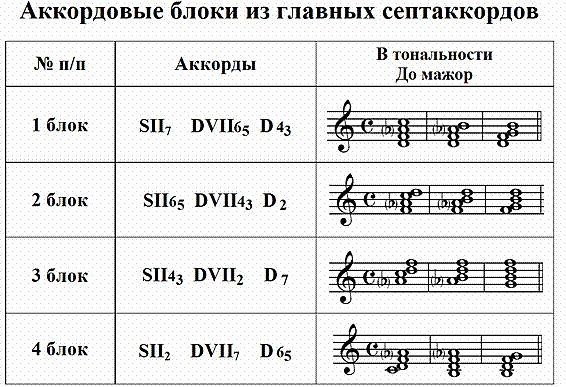 Аккордовые блоки из главных септаккордов
№ п/п Аккорды В тональности
До мажор
1 блок SII7 DVII65 D 43
2 блок SII65 DVII43 D 2
3 блок SII43 DVII2 D 7
4 блок SII2 DVII7 D 65